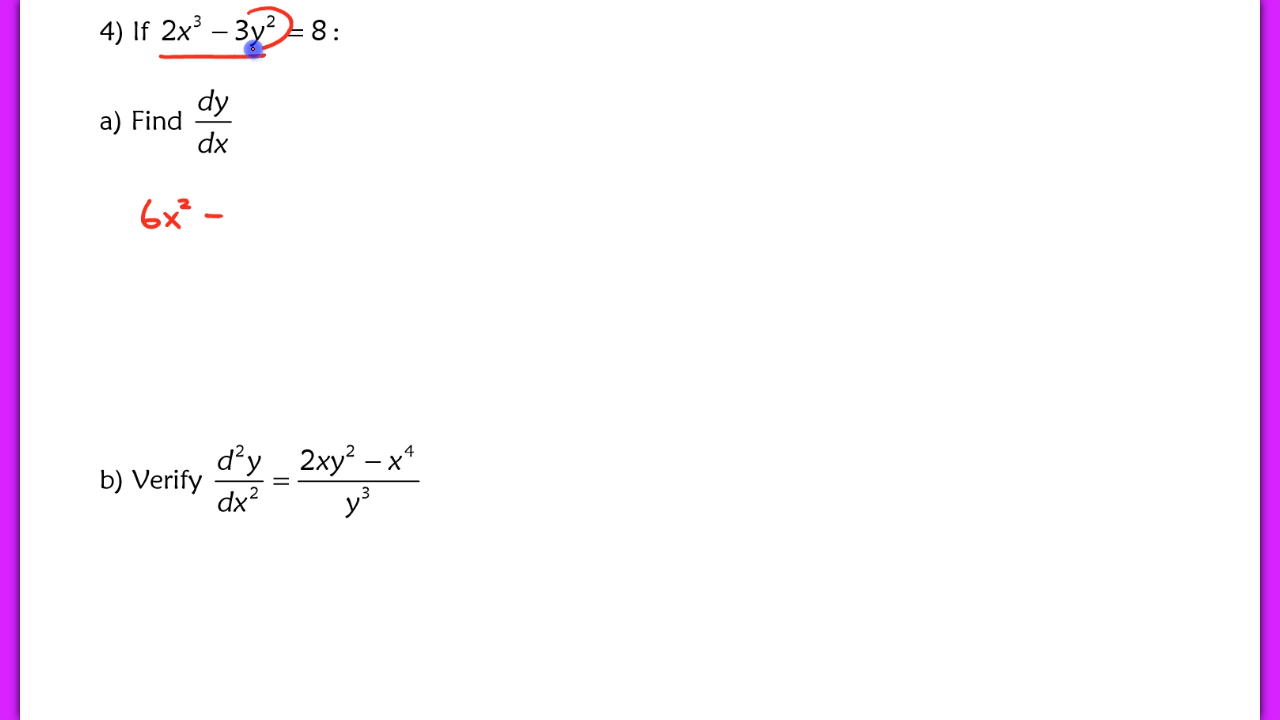 4) If 2x³ − 3y² = 8 :
a) Find dy/dx
6x² −
b) Verify d²y/dx² = (2xy² − x⁴)/y³